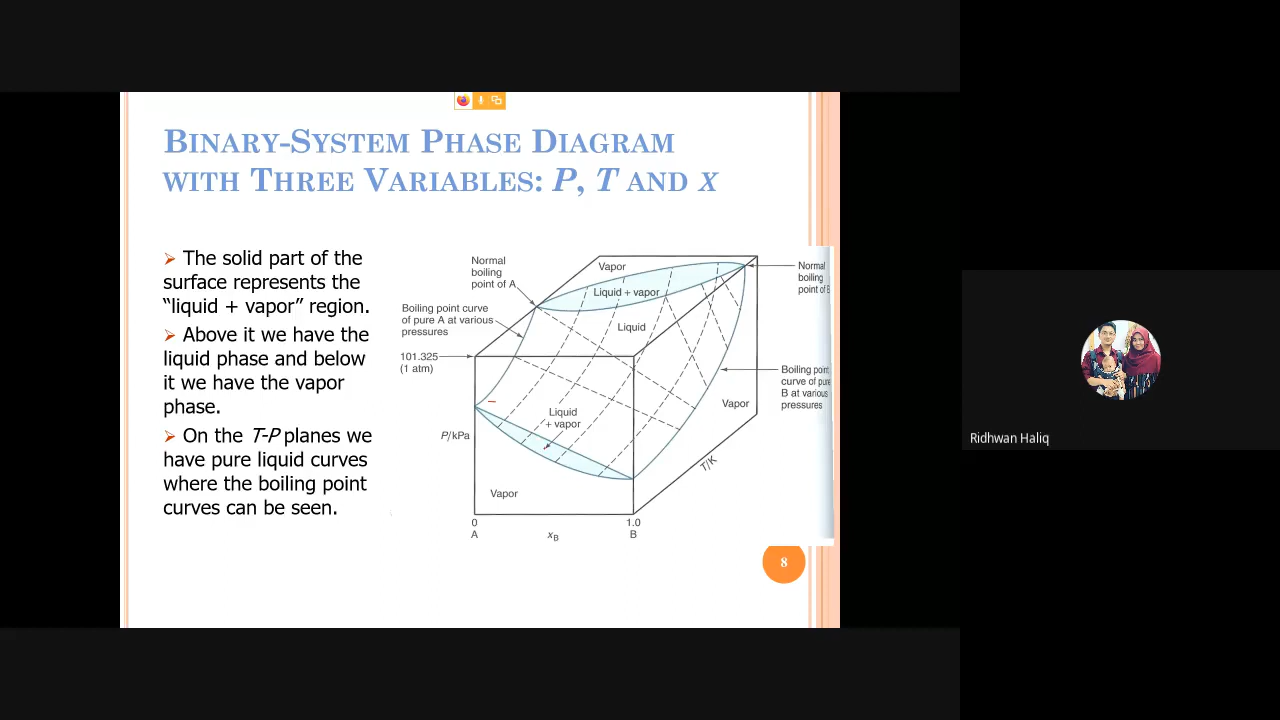 BINARY-SYSTEM PHASE DIAGRAM
WITH THREE VARIABLES: P, T AND X
The solid part of the
surface represents the
“liquid + vapor” region.
Above it we have the
liquid phase and below
it we have the vapor
phase.
On the T-P planes we
have pure liquid curves
where the boiling point
curves can be seen.
Normal
boiling
point of A
Boiling point curve
of pure A at various
pressures
101.325
(1 atm)
P/kPa
Vapor
Liquid + vapor
Liquid
Liquid
+ vapor
Vapor
Vapor
Normal
boiling
point of B
Boiling point
curve of pure
B at various
pressures
T/K
0
A
xB
1.0
B
8
Ridhwan Haliq